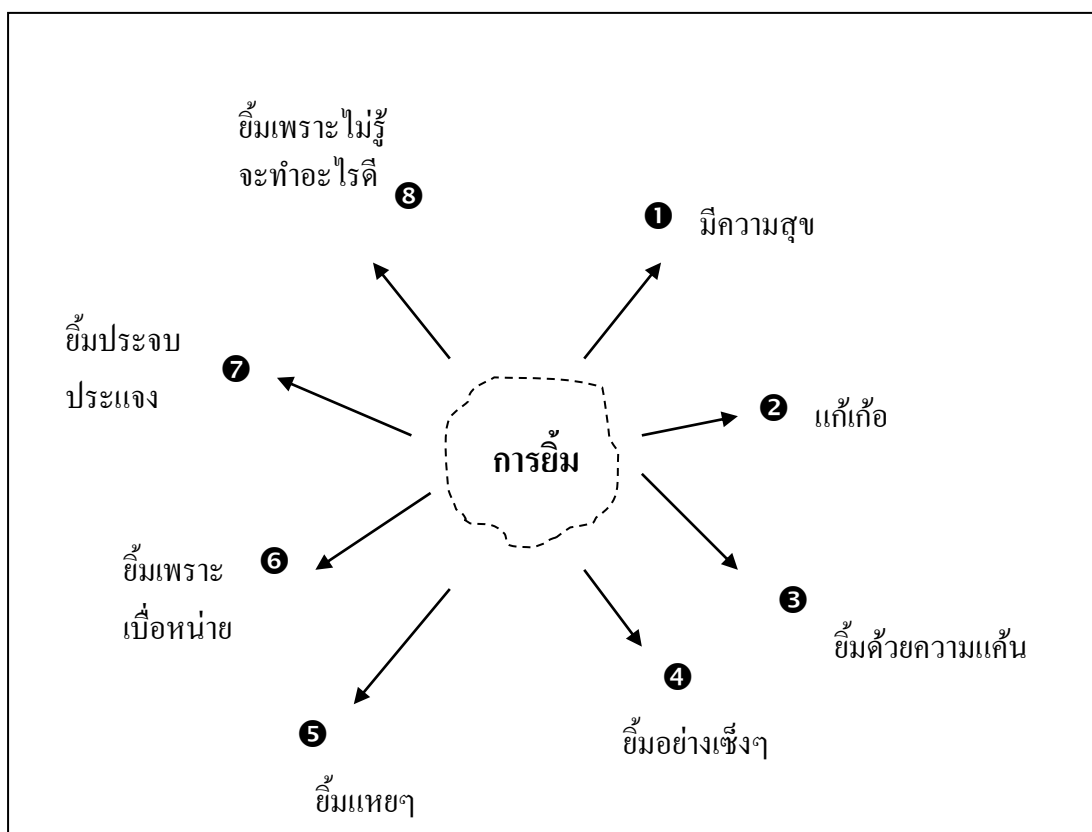 ยิ้มเพราะไม่รู้
จะทำอะไรดี
❽
❶ มีความสุข
ยิ้มประจบ
ประแจง
❼
❷ แก้เก้อ
การยิ้ม
ยิ้มเพราะ
เบื่อหน่าย
❻
❸
ยิ้มด้วยความแค้น
❹
ยิ้มอย่างเซ็งๆ
❺
ยิ้มแหยๆ